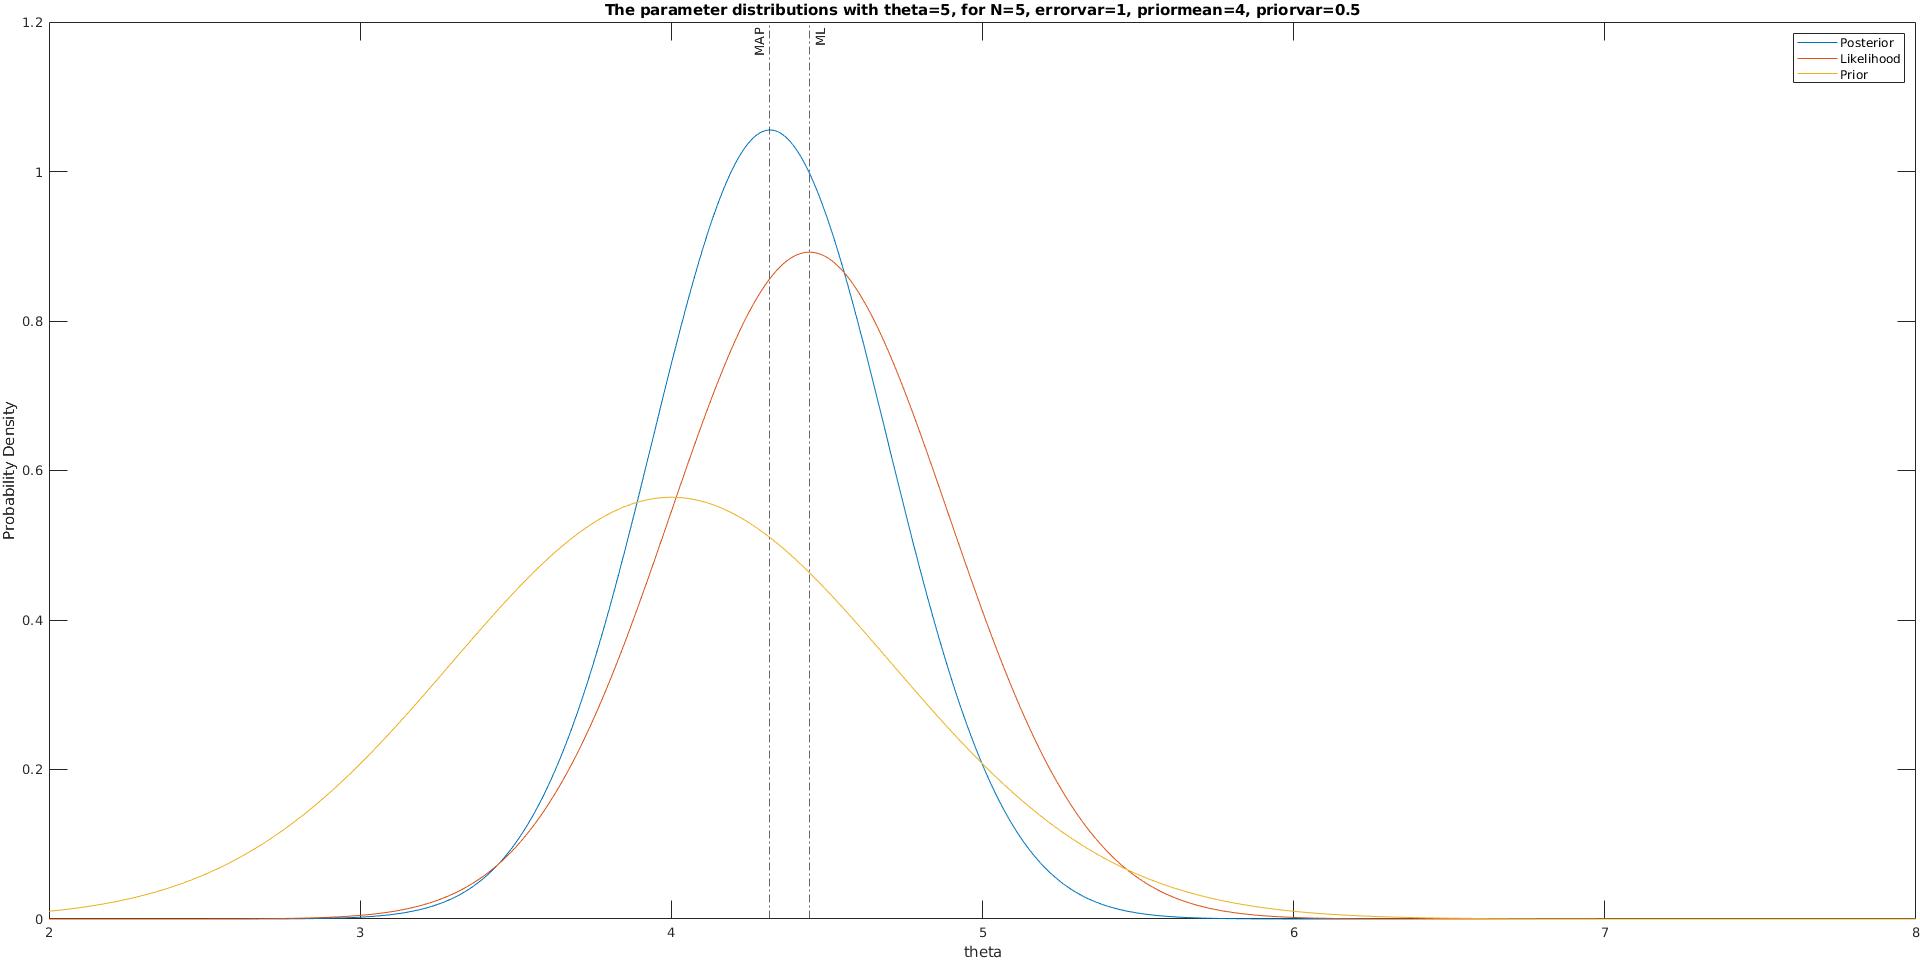 The parameter distributions with theta=5, for N=5, errorvar=1, priormean=4, priorvar=0.5
1.2
1
0.8
0.6
0.4
0.2
0
Probability Density
MAP
ML
Posterior
Likelihood
Prior
2 3 4 5 6 7 8
theta